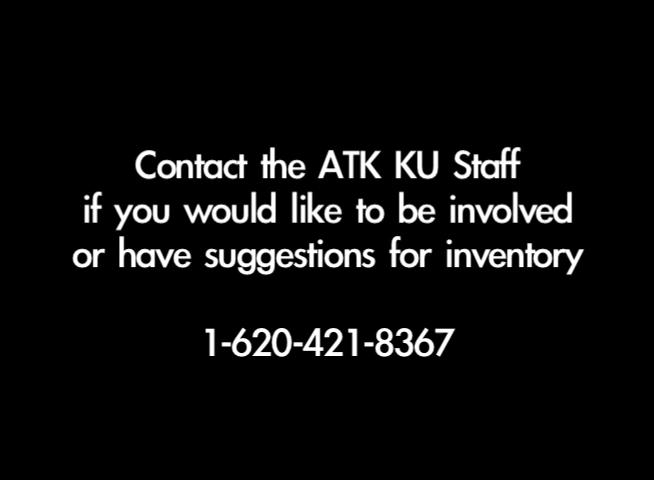 Contact the ATK KU Staff
if you would like to be involved
or have suggestions for inventory
1-620-421-8367